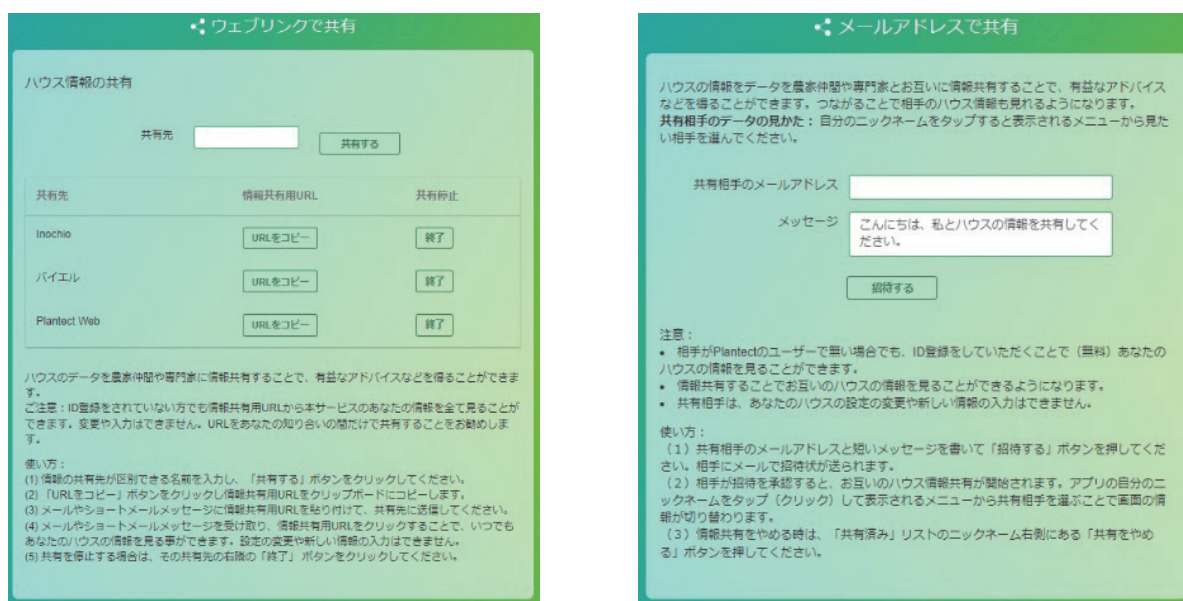 ウェブリンクで共有
ハウス情報の共有
共有先
共有する
共有先 情報共有用URL 共有停止
Inochio URLをコピー 終了
バイエル URLをコピー 終了
Plantect Web URLをコピー 終了
ハウスのデータを農家仲間や専門家に情報共有することで、有益なアドバイスなどを得ることができま
す。
ご注意：ID登録をされていない方でも情報共有用URLから本サービスのあなたの情報を全て見ることが
できます。変更や入力はできません。URLをあなたの知り合いの間だけで共有することをお勧めしま
す。
使い方：
(1) 情報の共有先が区別できる名前を入力し、「共有する」ボタンをクリックしてください。
(2) 「URLをコピー」ボタンをクリックし情報共有用URLをクリップボードにコピーします。
(3) メールやショートメールメッセージに情報共有用URLを貼り付けて、共有先に送信してください。
(4) メールやショートメールメッセージを受け取り、情報共有用URLをクリックすることで、いつでも
あなたのハウスの情報を見る事ができます。設定の変更や新しい情報の入力はできません。
(5) 共有を停止する場合は、その共有先の右隣の「終了」ボタンをクリックしてください。
メールアドレスで共有
ハウスの情報をデータを農家仲間や専門家とお互いに情報共有することで、有益なアドバイス
などを得ることができます。つながることで相手のハウス情報も見れるようになります。
共有相手のデータの見かた： 自分のニックネームをタップすると表示されるメニューから見た
い相手を選んでください。
共有相手のメールアドレス
メッセージ こんにちは、私とハウスの情報を共有してく
ださい。
招待する
注意：
• 相手がPlantectのユーザーで無い場合でも、ID登録をしていただくことで（無料）あなたの
ハウスの情報を見ることができます。
• 情報共有することでお互いのハウスの情報を見ることができるようになります。
• 共有相手は、あなたのハウスの設定の変更や新しい情報の入力はできません。
使い方：
（1）共有相手のメールアドレスと短いメッセージを書いて「招待する」ボタンを押してくだ
さい。相手にメールで招待状が送られます。
（2）相手が招待を承認すると、お互いのハウス情報共有が開始されます。アプリの自分のニ
ックネームをタップ（クリック）して表示されるメニューから共有相手を選ぶことで画面の情
報が切り替わります。
（3）情報共有をやめる時は、「共有済み」リストのニックネーム右側にある「共有をやめ
る」ボタンを押してください。